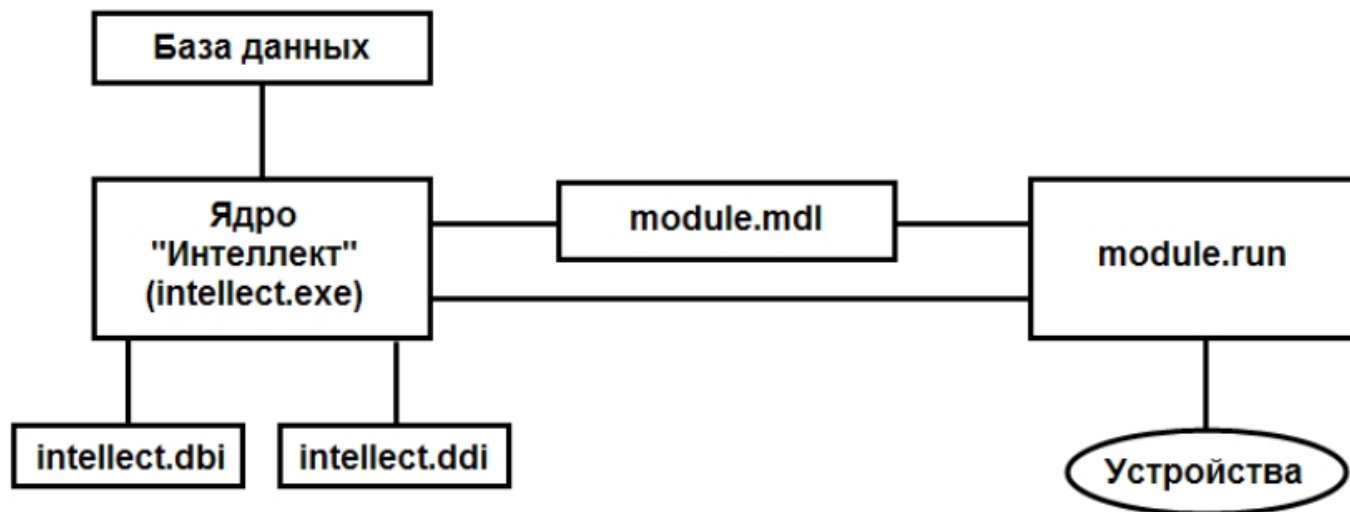 База данных
Ядро
"Интеллект"
(intellect.exe)
module.mdl
module.run
intellect.dbi
intellect.ddi
Устройства